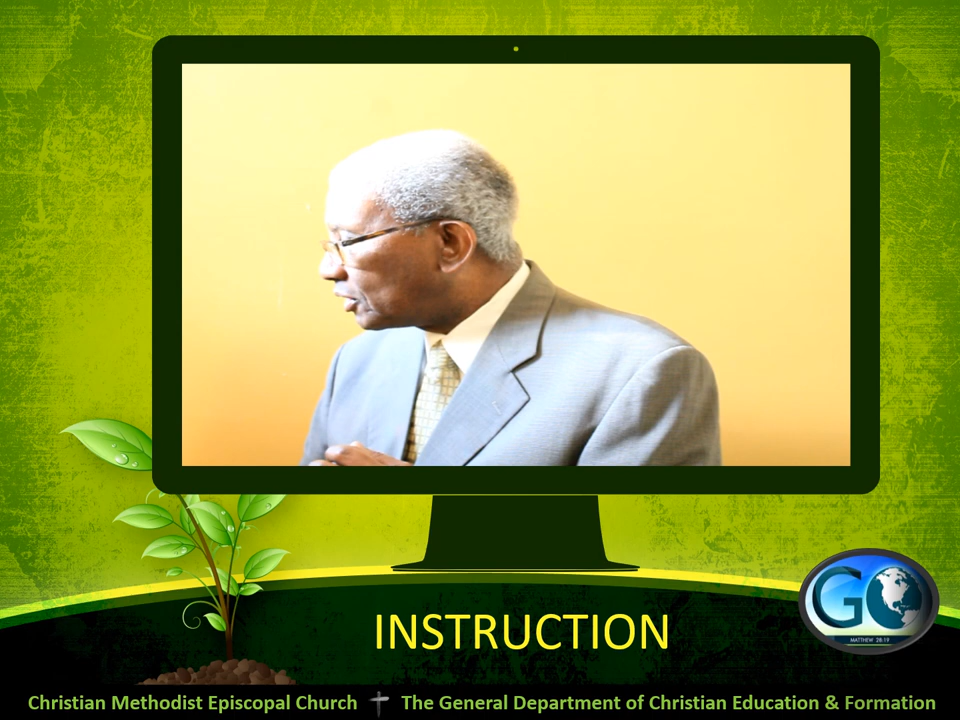 INSTRUCTION
GO
MATTHEW 28:19
Christian Methodist Episcopal Church The General Department of Christian Education & Formation